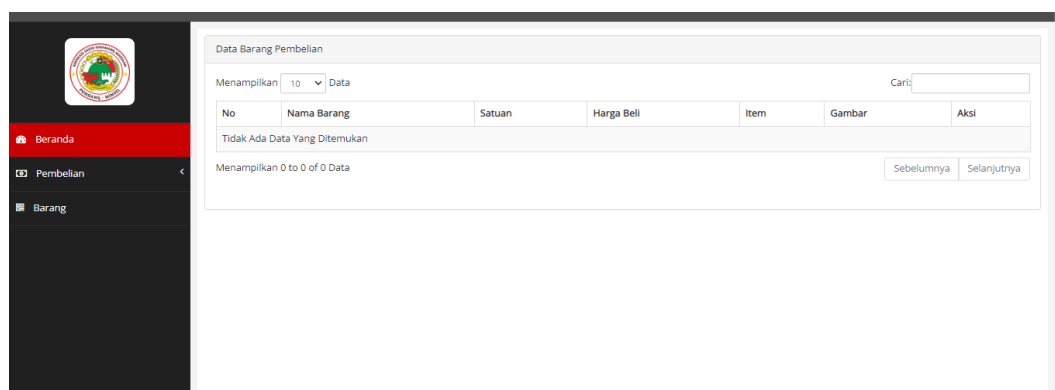 Data Barang Pembelian
Menampilkan 10 Data
Cari:
No Nama Barang Satuan Harga Beli Item Gambar Aksi
Tidak Ada Data Yang Ditemukan
Menampilkan 0 to 0 of 0 Data
Sebelumnya Selanjutnya
Beranda
Pembelian
Barang